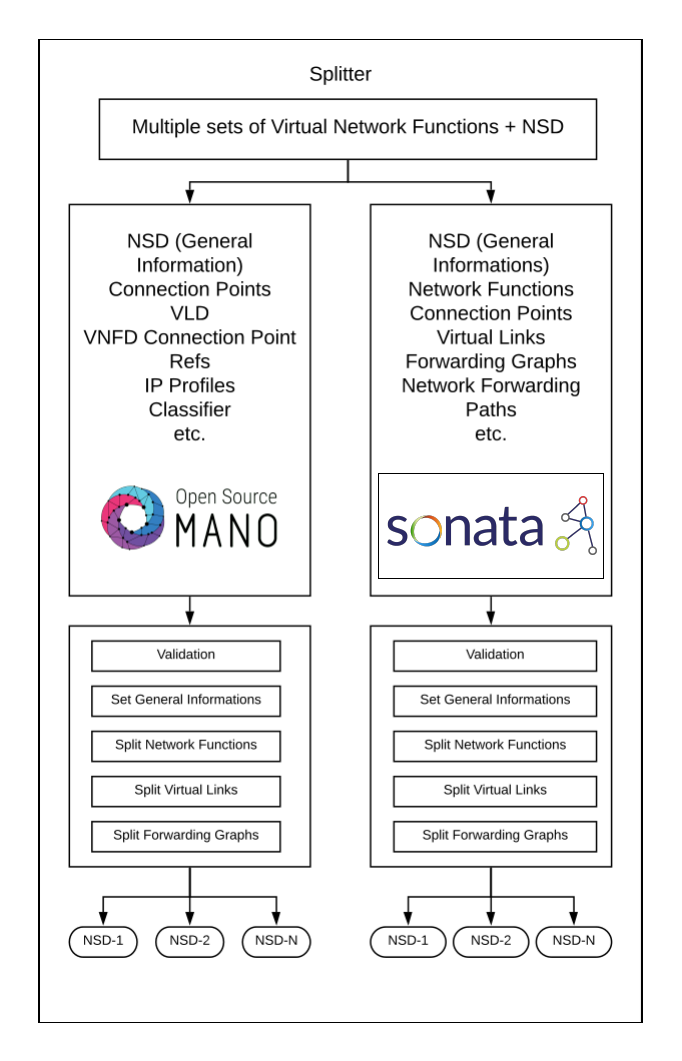 Splitter
Multiple sets of Virtual Network Functions + NSD
NSD (General
Information)
Connection Points
VLD
VNFD Connection Point
Refs
IP Profiles
Classifier
etc.
Open Source
MANO
NSD (General
Informations)
Network Functions
Connection Points
Virtual Links
Forwarding Graphs
Network Forwarding
Paths
etc.
sonata
Validation
Set General Informations
Split Network Functions
Split Virtual Links
Split Forwarding Graphs
Validation
Set General Informations
Split Network Functions
Split Virtual Links
Split Forwarding Graphs
NSD-1
NSD-2
NSD-N
NSD-1
NSD-2
NSD-N